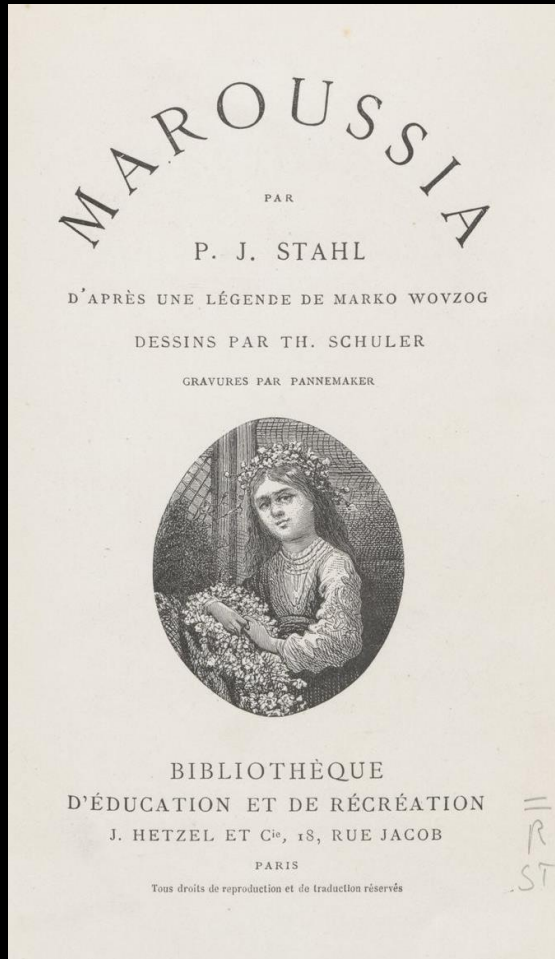 MAROUSSIA
PAR
P. J. STAHL
D'APRÈS UNE LÉGENDE DE MARKO WOVZOG
DESSINS PAR TH. SCHULER
GRAVURES PAR PANNEMAKER
BIBLIOTHÈQUE
D'ÉDUCATION ET DE RÉCRÉATION
J. HETZEL ET Cie, 18, RUE JACOB
PARIS
Tous droits de reproduction et de traduction réservés
R
ST